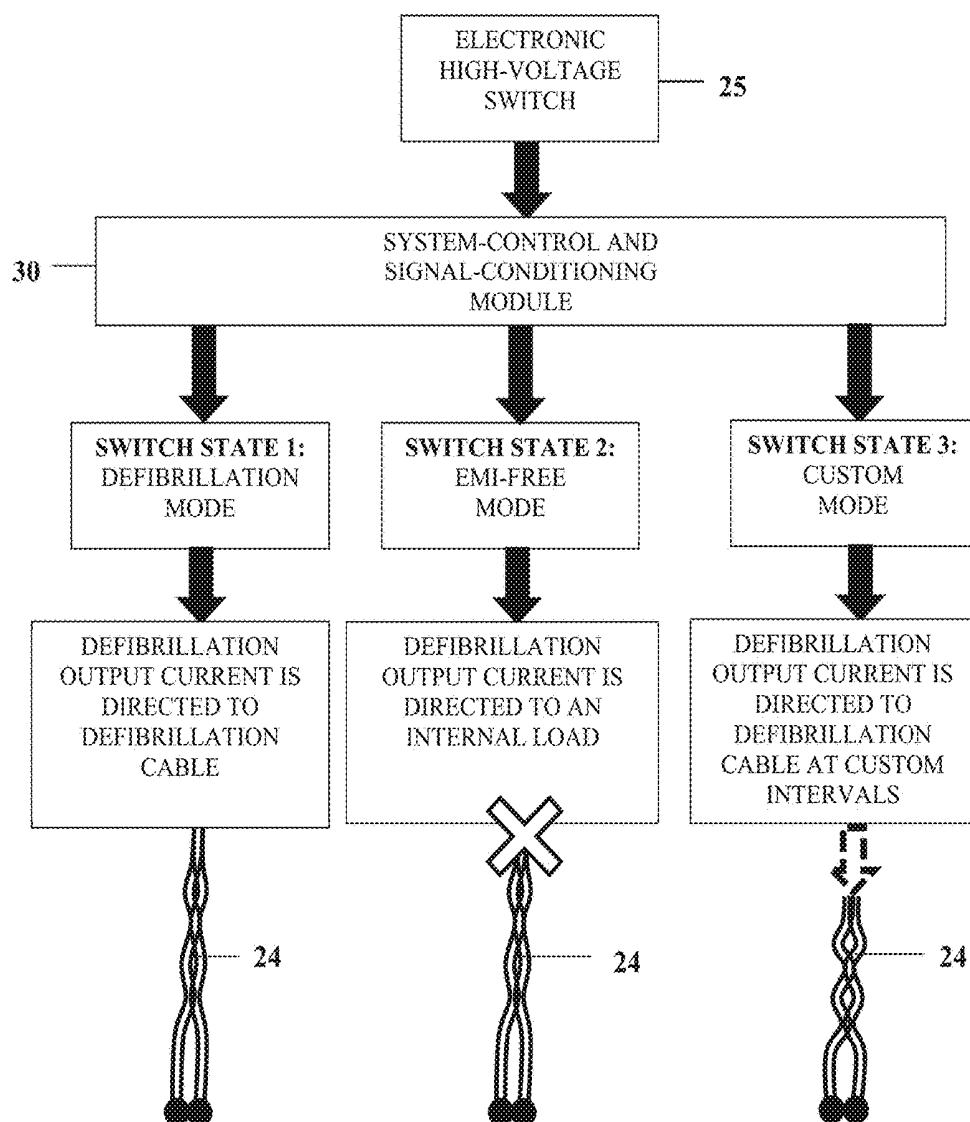 ELECTRONIC
HIGH-VOLTAGE
SWITCH
25
SYSTEM-CONTROL AND
SIGNAL-CONDITIONING
MODULE
30
SWITCH STATE 1:
DEFIBRILLATION
MODE
SWITCH STATE 2:
EMI-FREE
MODE
SWITCH STATE 3:
CUSTOM
MODE
DEFIBRILLATION
OUTPUT CURRENT IS
DIRECTED TO
DEFIBRILLATION
CABLE
DEFIBRILLATION
OUTPUT CURRENT IS
DIRECTED TO AN
INTERNAL LOAD
DEFIBRILLATION
OUTPUT CURRENT IS
DIRECTED TO
DEFIBRILLATION
CABLE AT CUSTOM
INTERVALS
24
24
24